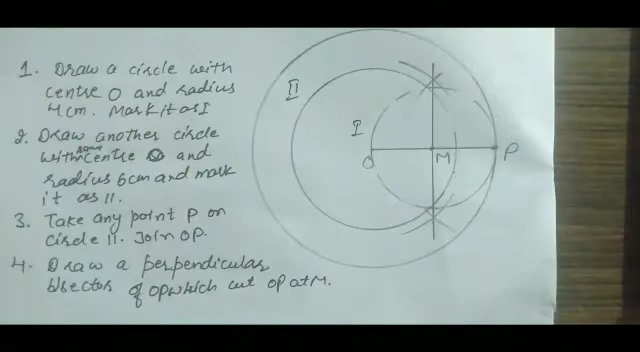 1. Draw a circle with
centre O and radius
4cm. Mark it as I
2. Draw another circle
with same centre O and
radius 6cm and mark
it as II.
3. Take any point P on
circle II. Join OP.
4. Draw a perpendicular
bisector of OP which cut OP at M.
II
I
O
M
P